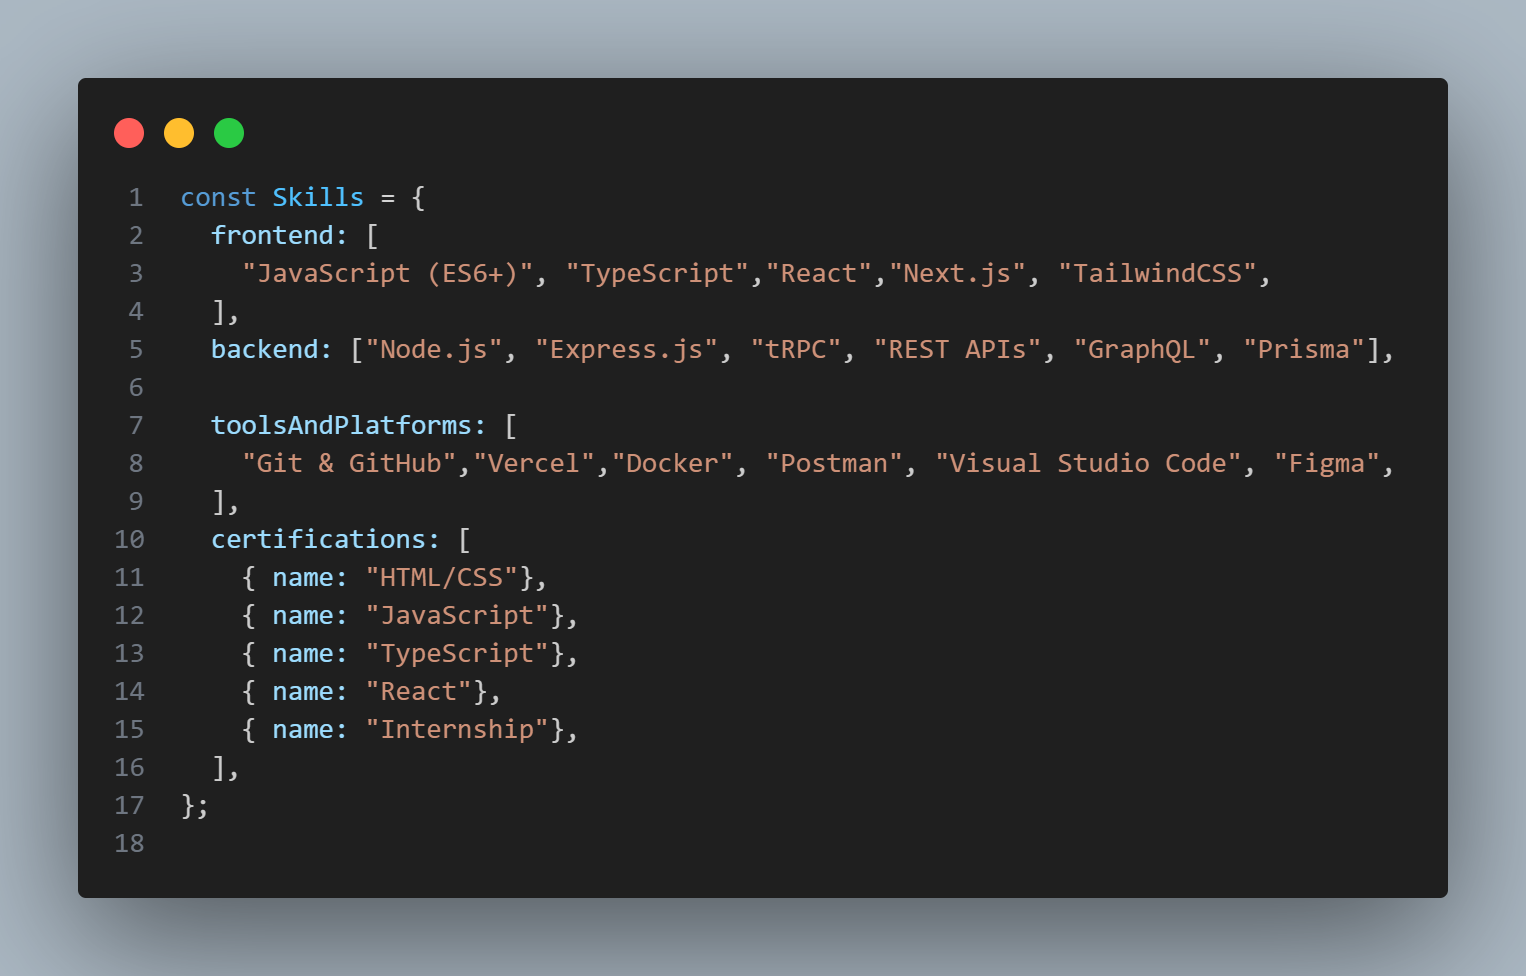 1 const Skills = {
2   frontend: [
3     "JavaScript (ES6+)", "TypeScript","React","Next.js", "TailwindCSS",
4   ],
5   backend: ["Node.js", "Express.js", "tRPC", "REST APIs", "GraphQL", "Prisma"],
6
7   toolsAndPlatforms: [
8     "Git & GitHub","Vercel","Docker", "Postman", "Visual Studio Code", "Figma",
9   ],
10   certifications: [
11     { name: "HTML/CSS"},
12     { name: "JavaScript"},
13     { name: "TypeScript"},
14     { name: "React"},
15     { name: "Internship"},
16   ],
17 };
18